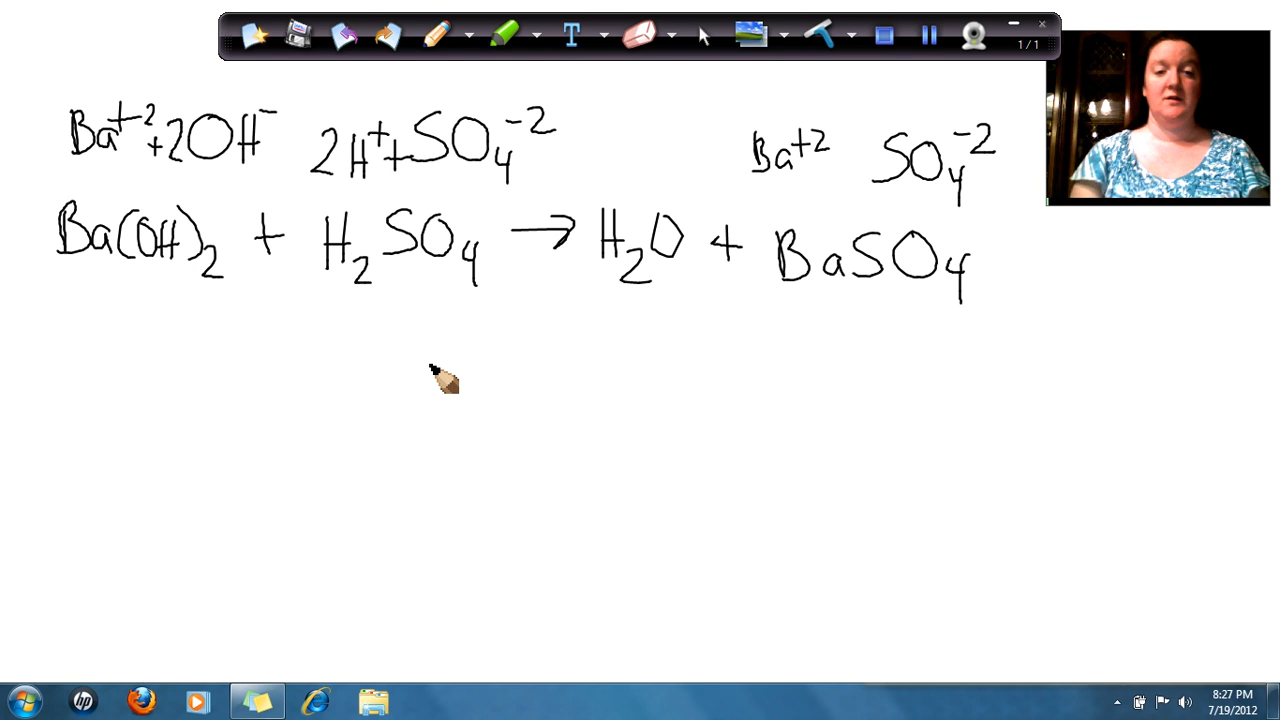 1/1
Ba⁺² + 2OH⁻ 2H⁺ + SO₄⁻² Ba⁺² SO₄⁻²
Ba(OH)₂ + H₂SO₄ → H₂O + BaSO₄
T
hp
8:27 PM
7/19/2012